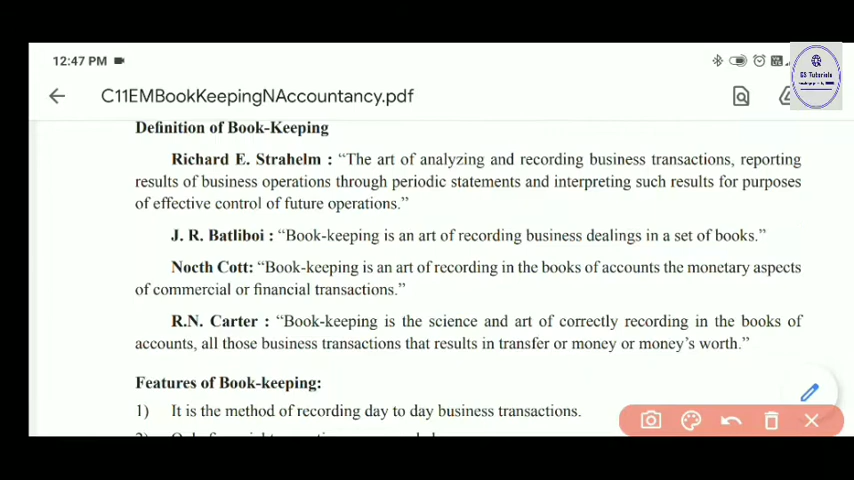 12:47 PM
GS Tutorials
C11EMBookKeepingNAccountancy.pdf
Definition of Book-Keeping
Richard E. Strahelm : “The art of analyzing and recording business transactions, reporting
results of business operations through periodic statements and interpreting such results for purposes
of effective control of future operations.”
J. R. Batliboi : “Book-keeping is an art of recording business dealings in a set of books.”
Nocth Cott: “Book-keeping is an art of recording in the books of accounts the monetary aspects
of commercial or financial transactions.”
R.N. Carter : “Book-keeping is the science and art of correctly recording in the books of
accounts, all those business transactions that results in transfer or money or money’s worth.”
Features of Book-keeping:
1) It is the method of recording day to day business transactions.